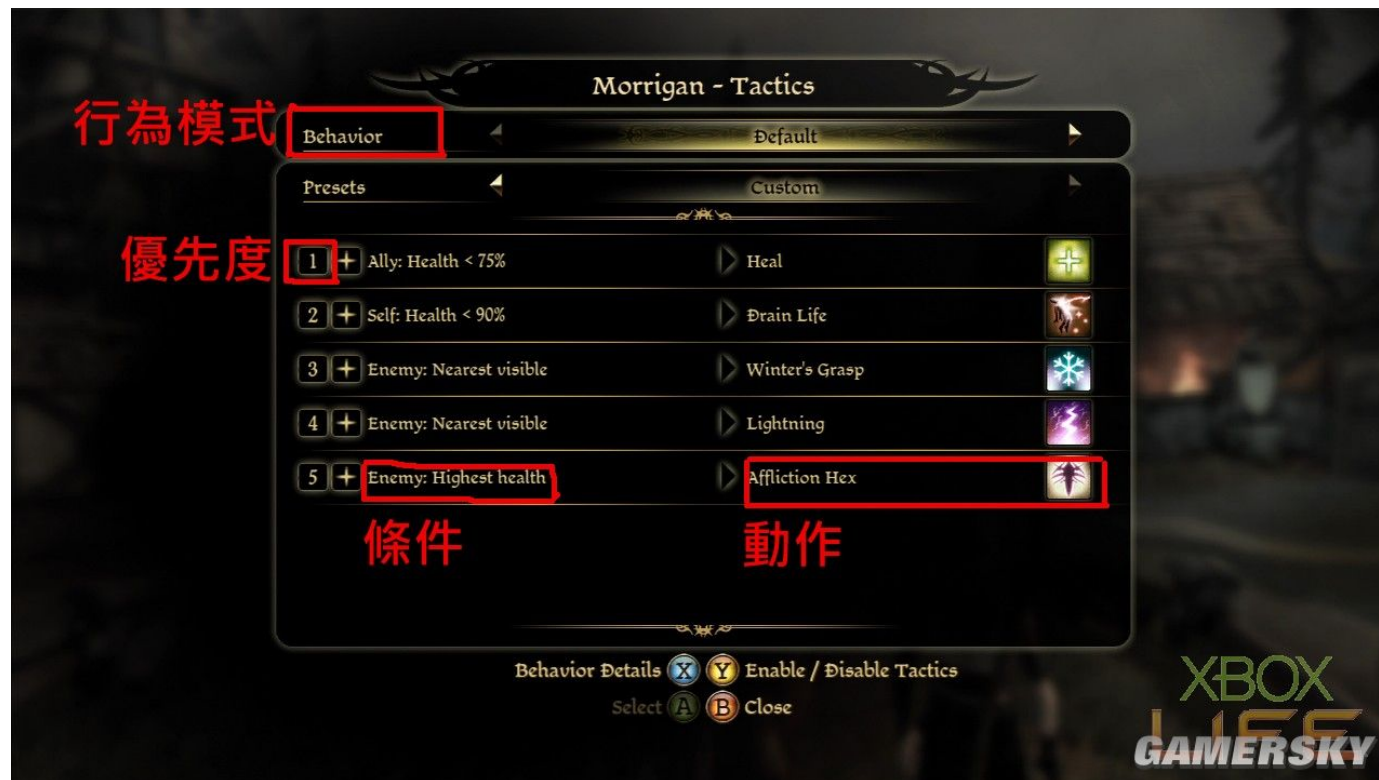 Morrigan - Tactics
行為模式 Behavior Default
Presets Custom
優先度 1 Ally: Health < 75% Heal
2 Self: Health < 90% Drain Life
3 Enemy: Nearest visible Winter's Grasp
4 Enemy: Nearest visible Lightning
5 Enemy: Highest health Affliction Hex
條件 動作
Behavior Details X Y Enable / Disable Tactics
Select A B Close
XBOX
LIFE
GAMERSKY